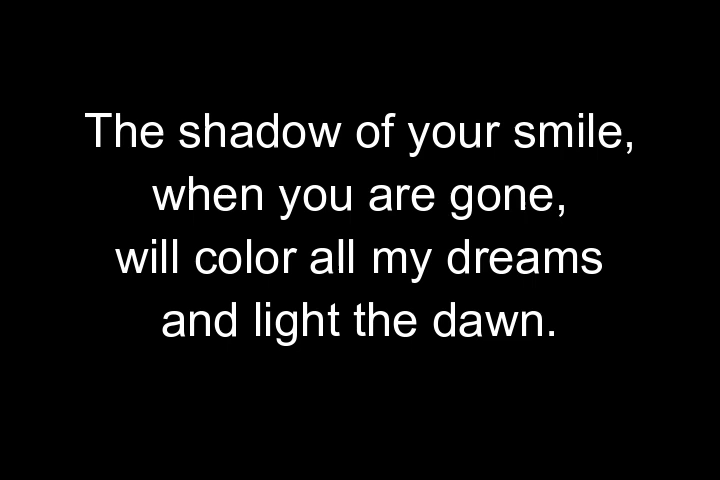 The shadow of your smile,
when you are gone,
will color all my dreams
and light the dawn.